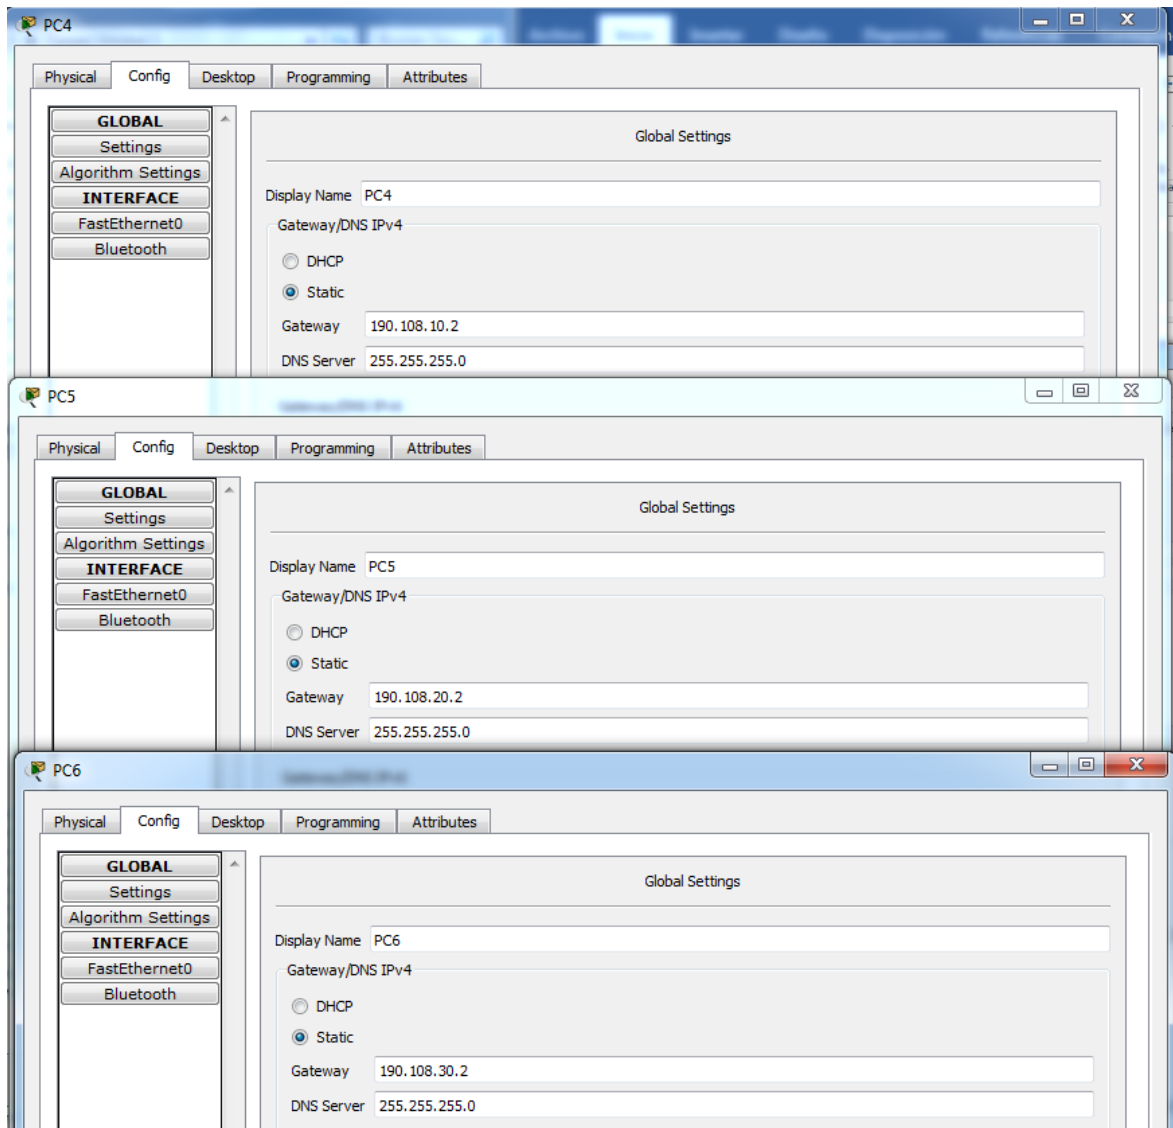 PC4
Physical Config Desktop Programming Attributes
GLOBAL
Settings
Algorithm Settings
INTERFACE
FastEthernet0
Bluetooth
Global Settings
Display Name PC4
Gateway/DNS IPv4
DHCP
Static
Gateway 190.108.10.2
DNS Server 255.255.255.0
PC5
Physical Config Desktop Programming Attributes
GLOBAL
Settings
Algorithm Settings
INTERFACE
FastEthernet0
Bluetooth
Global Settings
Display Name PC5
Gateway/DNS IPv4
DHCP
Static
Gateway 190.108.20.2
DNS Server 255.255.255.0
PC6
Physical Config Desktop Programming Attributes
GLOBAL
Settings
Algorithm Settings
INTERFACE
FastEthernet0
Bluetooth
Global Settings
Display Name PC6
Gateway/DNS IPv4
DHCP
Static
Gateway 190.108.30.2
DNS Server 255.255.255.0